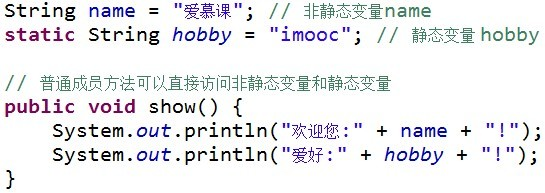 String name = "爱慕课"; // 非静态变量name
static String hobby = "imooc"; // 静态变量 hobby
// 普通成员方法可以直接访问非静态变量和静态变量
public void show() {
System.out.println("欢迎您:" + name + "!");
System.out.println("爱好:" + hobby + "!");
}